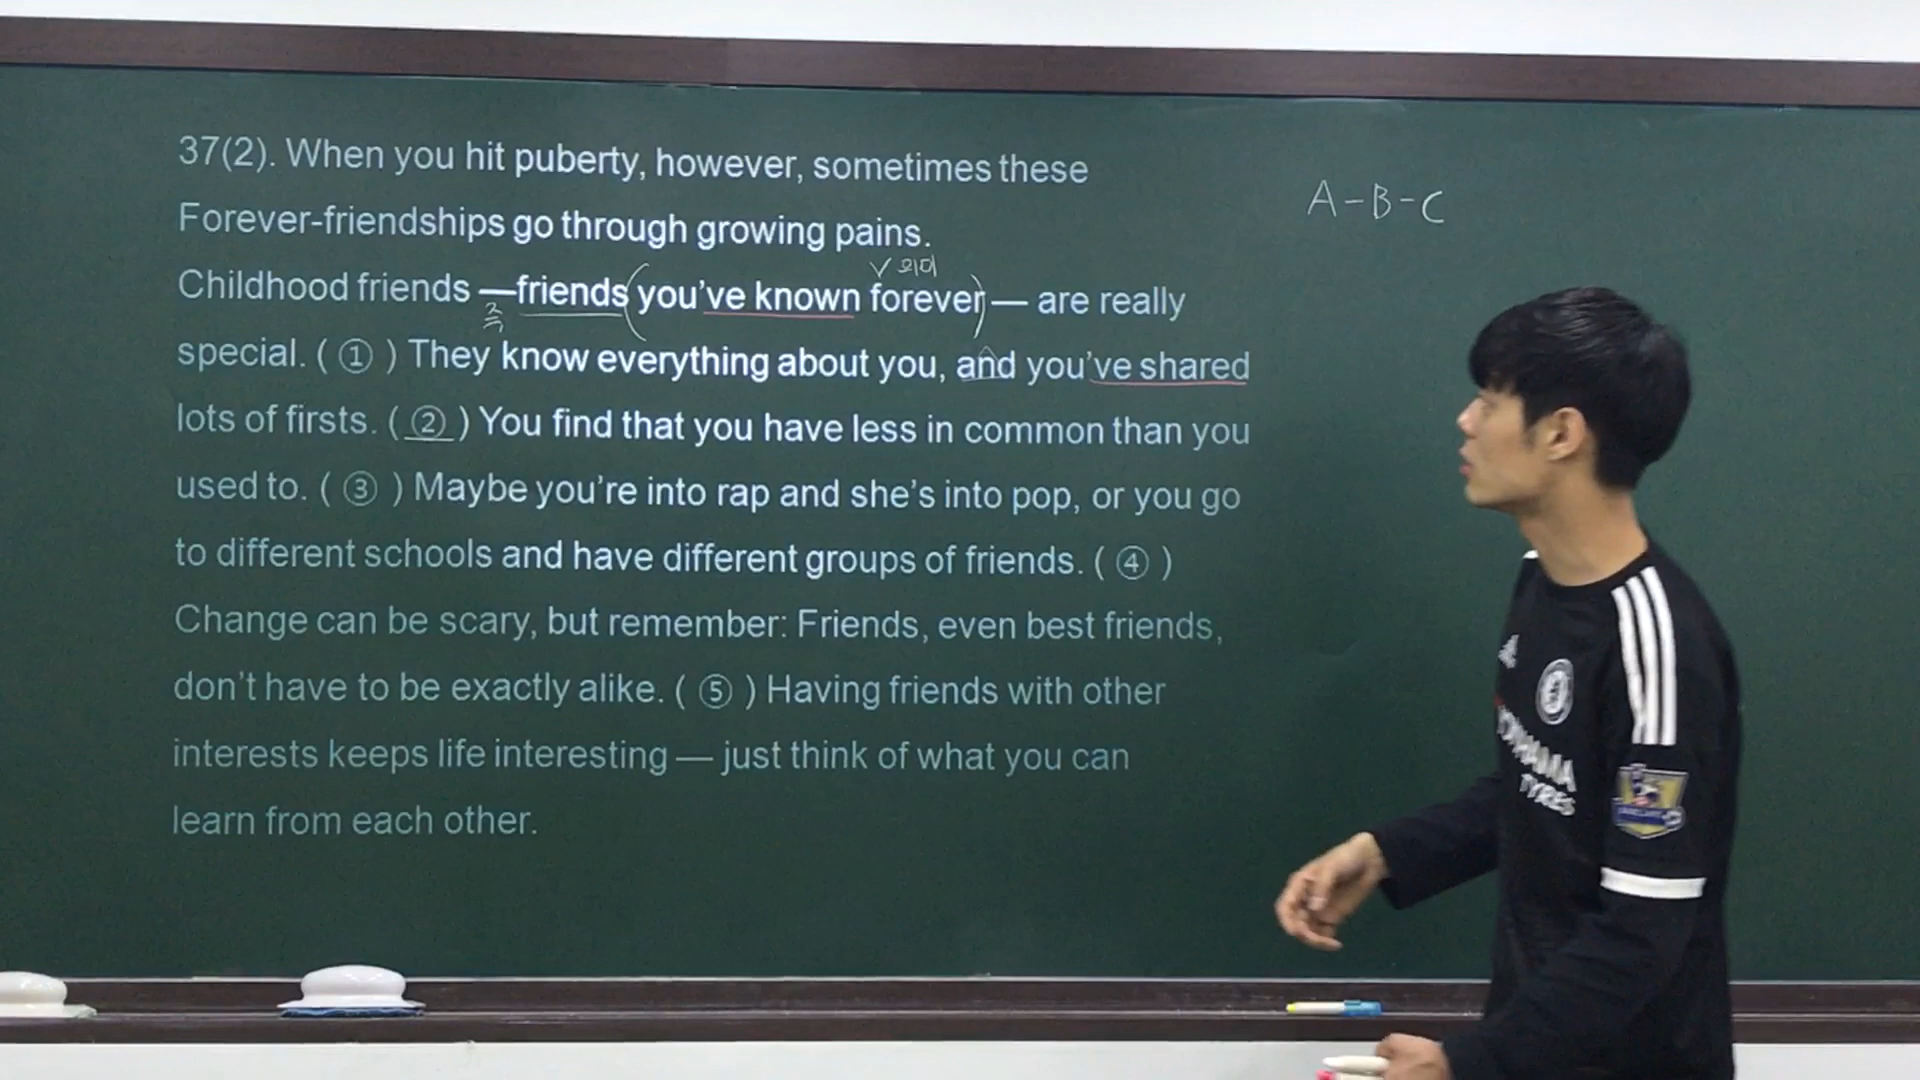 37(2). When you hit puberty, however, sometimes these
Forever-friendships go through growing pains.
A-B-C
V 의미
Childhood friends —friends(you've known forever)— are really
즉
special. ( ① ) They know everything about you, and you've shared
lots of firsts. ( ② ) You find that you have less in common than you
used to. ( ③ ) Maybe you're into rap and she's into pop, or you go
to different schools and have different groups of friends. ( ④ )
Change can be scary, but remember: Friends, even best friends,
don't have to be exactly alike. ( ⑤ ) Having friends with other
interests keeps life interesting — just think of what you can
learn from each other.
YOKOHAMA
TYRES